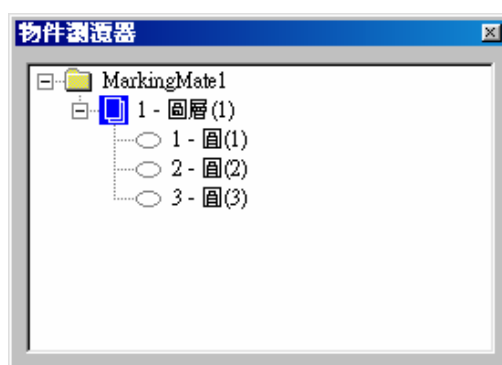 物件瀏覽器
MarkingMate1
1 - 圖層(1)
1 - 圓(1)
2 - 圓(2)
3 - 圓(3)